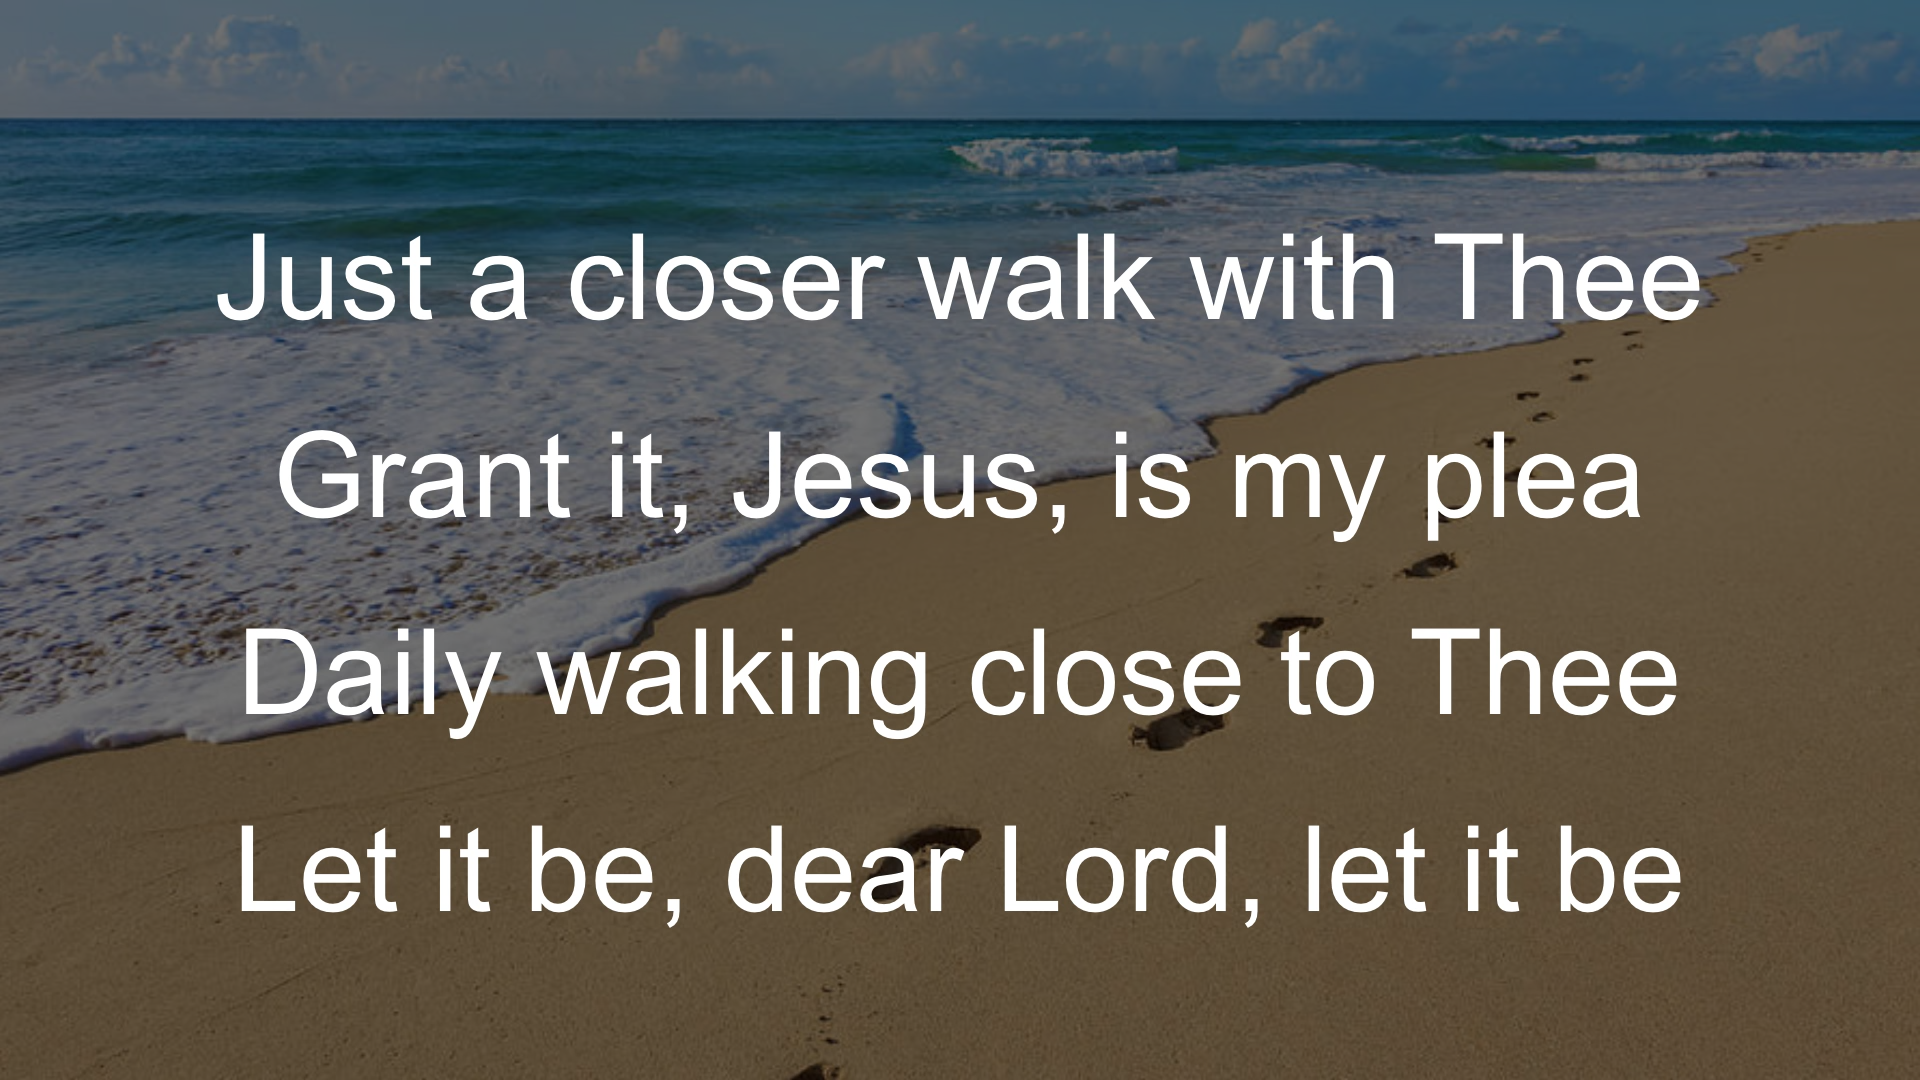 Just a closer walk with Thee
Grant it, Jesus, is my plea
Daily walking close to Thee
Let it be, dear Lord, let it be